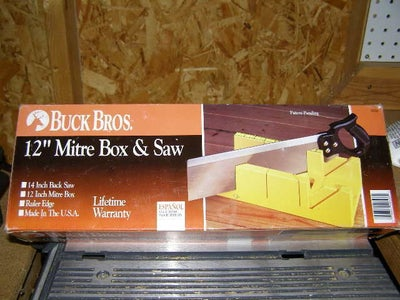 Patent Pending
BUCK BROS.
12" Mitre Box & Saw
14 Inch Back Saw
12 Inch Mitre Box
Ruler Edge
Made In The U.S.A.
Lifetime
Warranty
ESPAÑOL